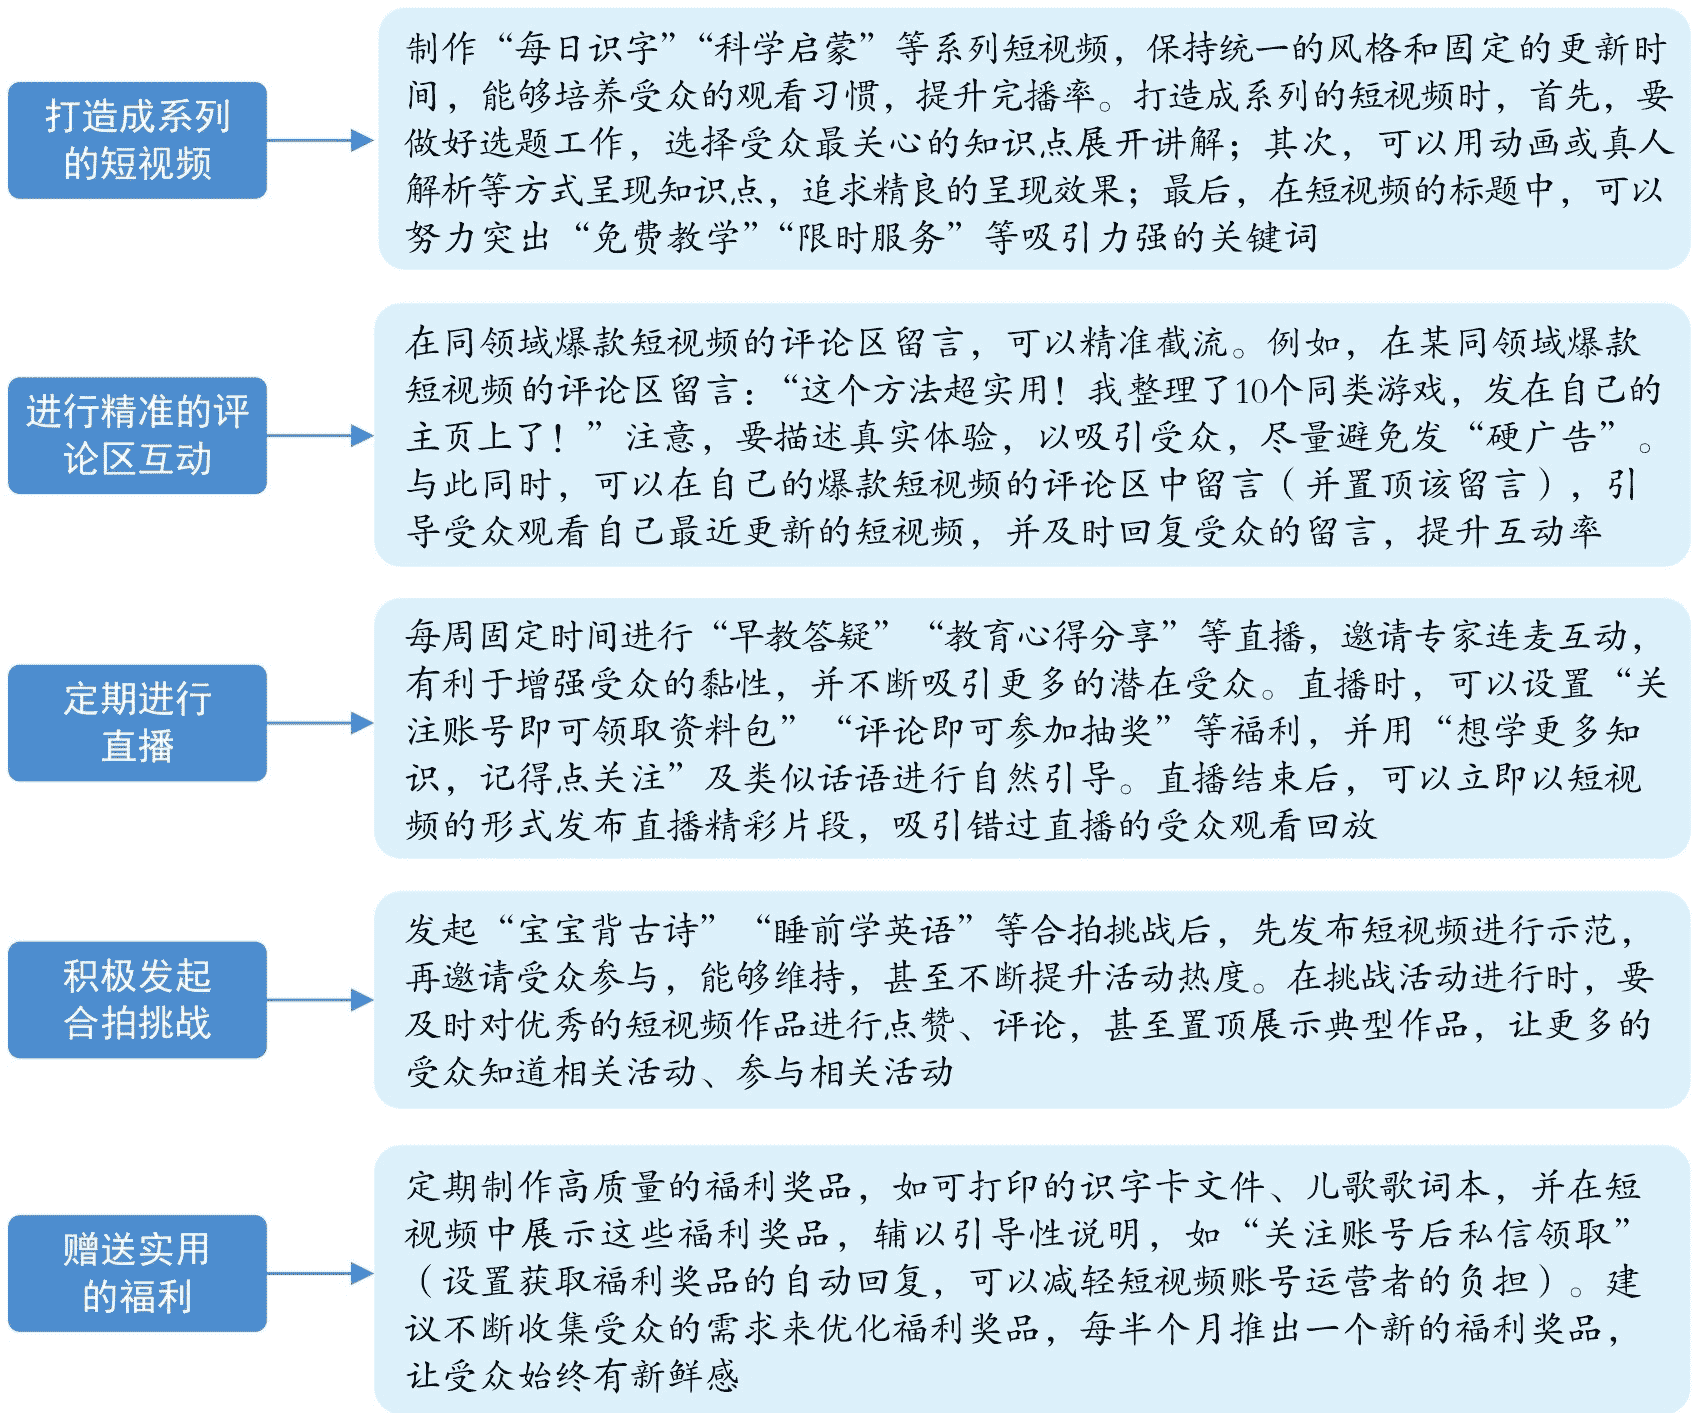 打造成系列
的短视频
制作“每日识字”“科学启蒙”等系列短视频，保持统一的风格和固定的更新时
间，能够培养受众的观看习惯，提升完播率。打造成系列的短视频时，首先，要
做好选题工作，选择受众最关心的知识点展开讲解；其次，可以用动画或真人
解析等方式呈现知识点，追求精良的呈现效果；最后，在短视频的标题中，可以
努力突出“免费教学”“限时服务”等吸引力强的关键词
进行精准的评
论区互动
在同领域爆款短视频的评论区留言，可以精准截流。例如，在某同领域爆款
短视频的评论区留言：“这个方法超实用！我整理了10个同类游戏，发在自己的
主页上了！”注意，要描述真实体验，以吸引受众，尽量避免发“硬广告”。
与此同时，可以在自己的爆款短视频的评论区中留言（并置顶该留言），引
导受众观看自己最近更新的短视频，并及时回复受众的留言，提升互动率
定期进行
直播
每周固定时间进行“早教答疑”“教育心得分享”等直播，邀请专家连麦互动，
有利于增强受众的黏性，并不断吸引更多的潜在受众。直播时，可以设置“关
注账号即可领取资料包”“评论即可参加抽奖”等福利，并用“想学更多知
识，记得点关注”及类似话语进行自然引导。直播结束后，可以立即以短视
频的形式发布直播精彩片段，吸引错过直播的受众观看回放
积极发起
合拍挑战
发起“宝宝背古诗”“睡前学英语”等合拍挑战后，先发布短视频进行示范，
再邀请受众参与，能够维持，甚至不断提升活动热度。在挑战活动进行时，要
及时对优秀的短视频作品进行点赞、评论，甚至置顶展示典型作品，让更多的
受众知道相关活动、参与相关活动
赠送实用
的福利
定期制作高质量的福利奖品，如可打印的识字卡文件、儿歌歌词本，并在短
视频中展示这些福利奖品，辅以引导性说明，如“关注账号后私信领取”
（设置获取福利奖品的自动回复，可以减轻短视频账号运营者的负担）。建
议不断收集受众的需求来优化福利奖品，每半个月推出一个新的福利奖品，
让受众始终有新鲜感